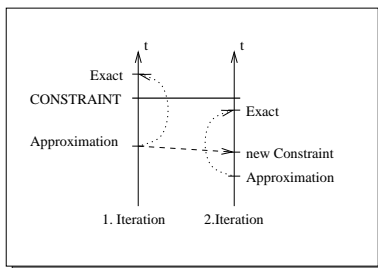 t
t
Exact
CONSTRAINT
Exact
Approximation
new Constraint
Approximation
1. Iteration
2.Iteration